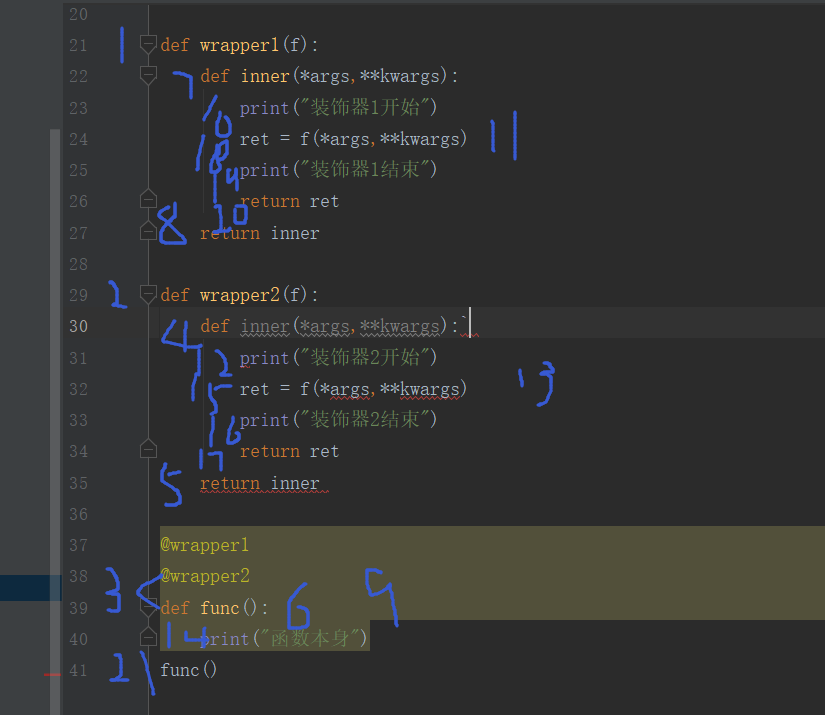 20
1 21 def wrapper1(f):
7 22 def inner(*args,**kwargs):
10 23 print("装饰器1开始")
18 24 ret = f(*args,**kwargs) 11
19 25 print("装饰器1结束")
20 26 return ret
8 27 return inner
28
2 29 def wrapper2(f):
4 30 def inner(*args,**kwargs):`
12 31 print("装饰器2开始")
15 32 ret = f(*args,**kwargs) 13
16 33 print("装饰器2结束")
17 34 return ret
5 35 return inner
36
37 @wrapper1
3 38 @wrapper2
39 def func(): 6 9
14 40 print("函数本身")
21 41 func()